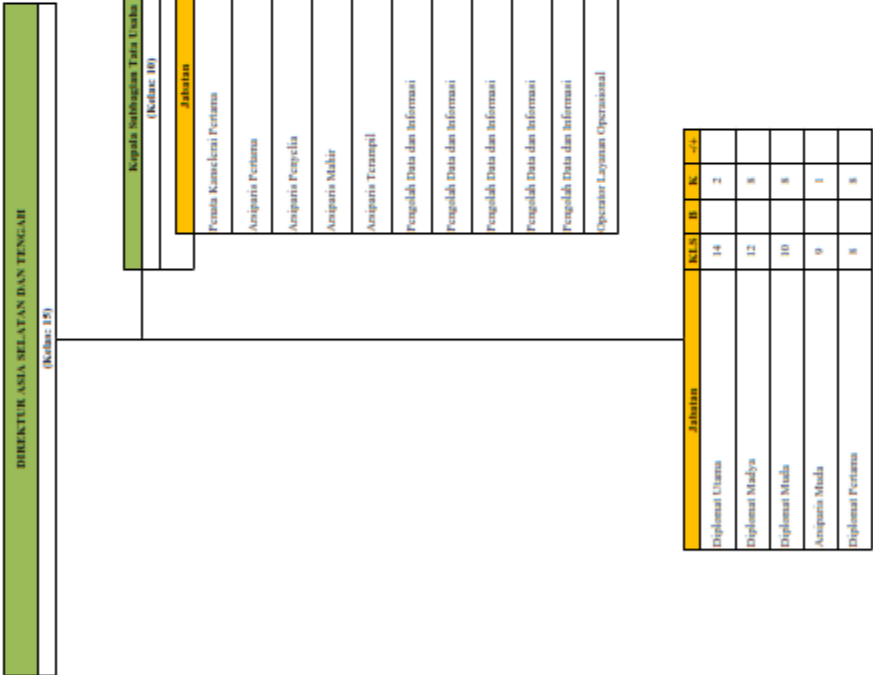 DIREKTUR ASIA SELATAN DAN TENGAH
(Kelas: 15)
Kepala Subbagian Tata Usaha
(Kelas: 10)
Jabatan
Penata Kanselerai Pertama
Arsiparis Pertama
Arsiparis Penyelia
Arsiparis Mahir
Arsiparis Terampil
Pengolah Data dan Informasi
Pengolah Data dan Informasi
Pengolah Data dan Informasi
Pengolah Data dan Informasi
Pengolah Data dan Informasi
Operator Layanan Operasional
Jabatan KLS B K -/+
Diplomat Utama 14 2
Diplomat Madya 12 8
Diplomat Muda 10 8
Arsiparis Muda 9 1
Diplomat Pertama 8 8